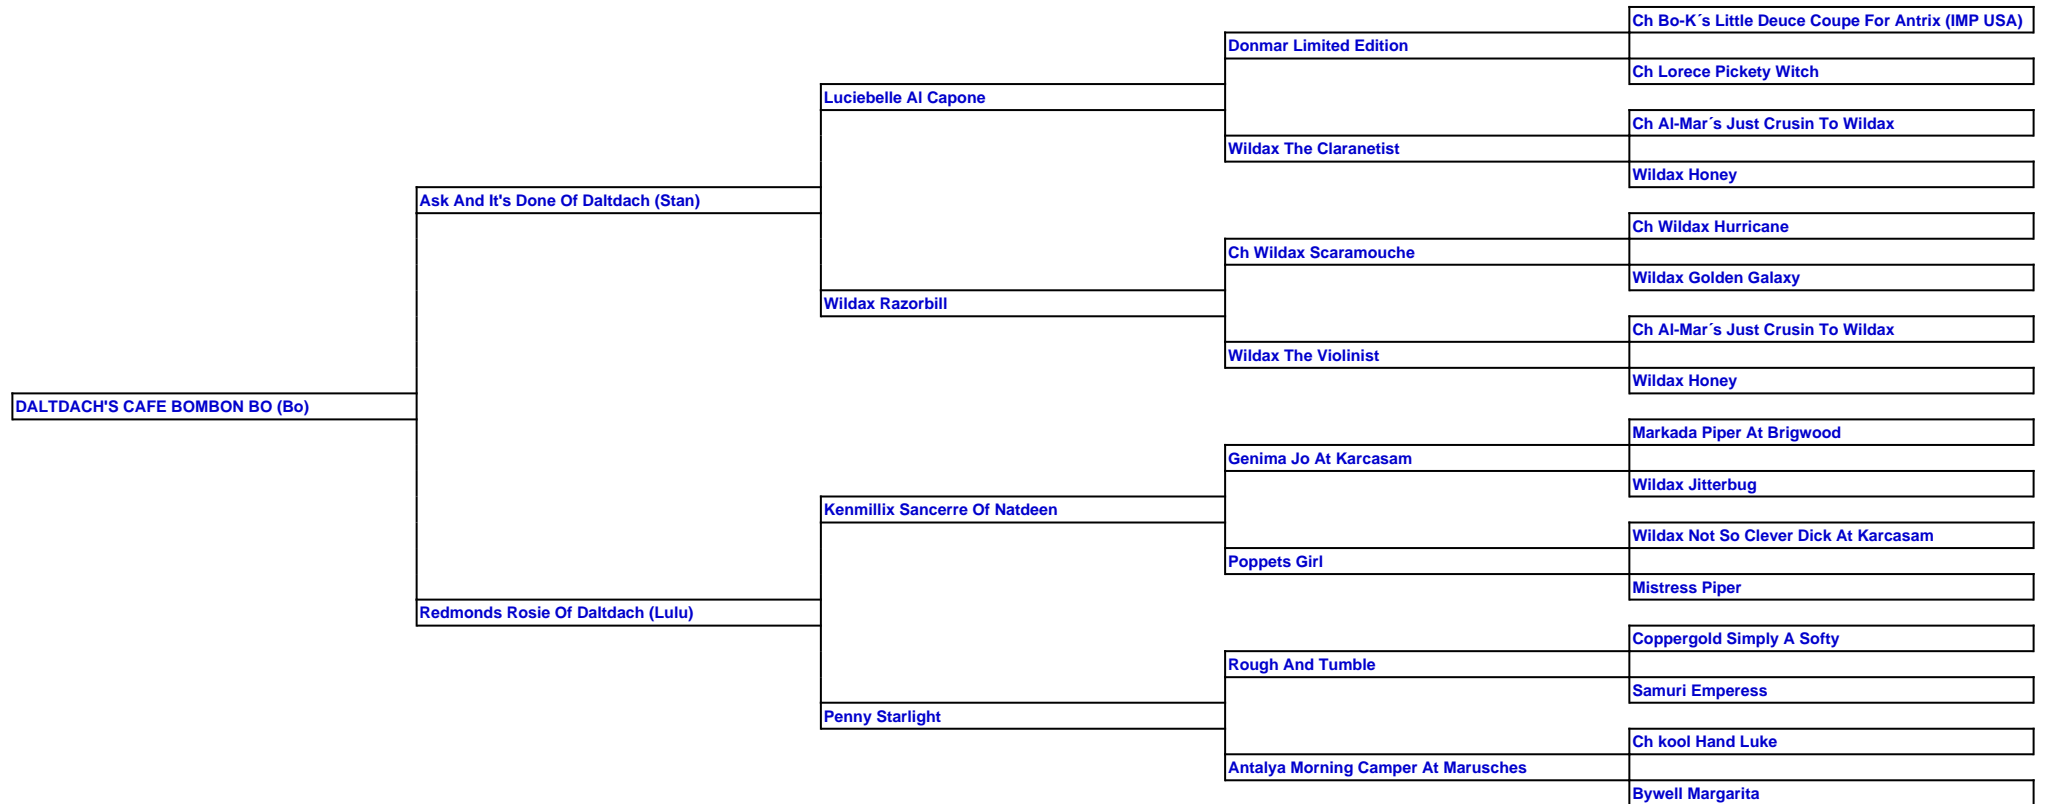 Ch Bo-K´s Little Deuce Coupe For Antrix (IMP USA)
Donmar Limited Edition
Ch Lorece Pickety Witch
Luciebelle Al Capone
Ch Al-Mar´s Just Crusin To Wildax
Wildax The Claranetist
Wildax Honey
Ask And It's Done Of Daltdach (Stan)
Ch Wildax Hurricane
Ch Wildax Scaramouche
Wildax Golden Galaxy
Wildax Razorbill
Ch Al-Mar´s Just Crusin To Wildax
Wildax The Violinist
Wildax Honey
DALTDACH'S CAFE BOMBON BO (Bo)
Markada Piper At Brigwood
Genima Jo At Karcasam
Wildax Jitterbug
Kenmillix Sancerre Of Natdeen
Wildax Not So Clever Dick At Karcasam
Poppets Girl
Mistress Piper
Redmonds Rosie Of Daltdach (Lulu)
Coppergold Simply A Softy
Rough And Tumble
Samuri Emperess
Penny Starlight
Ch kool Hand Luke
Antalya Morning Camper At Marusches
Bywell Margarita